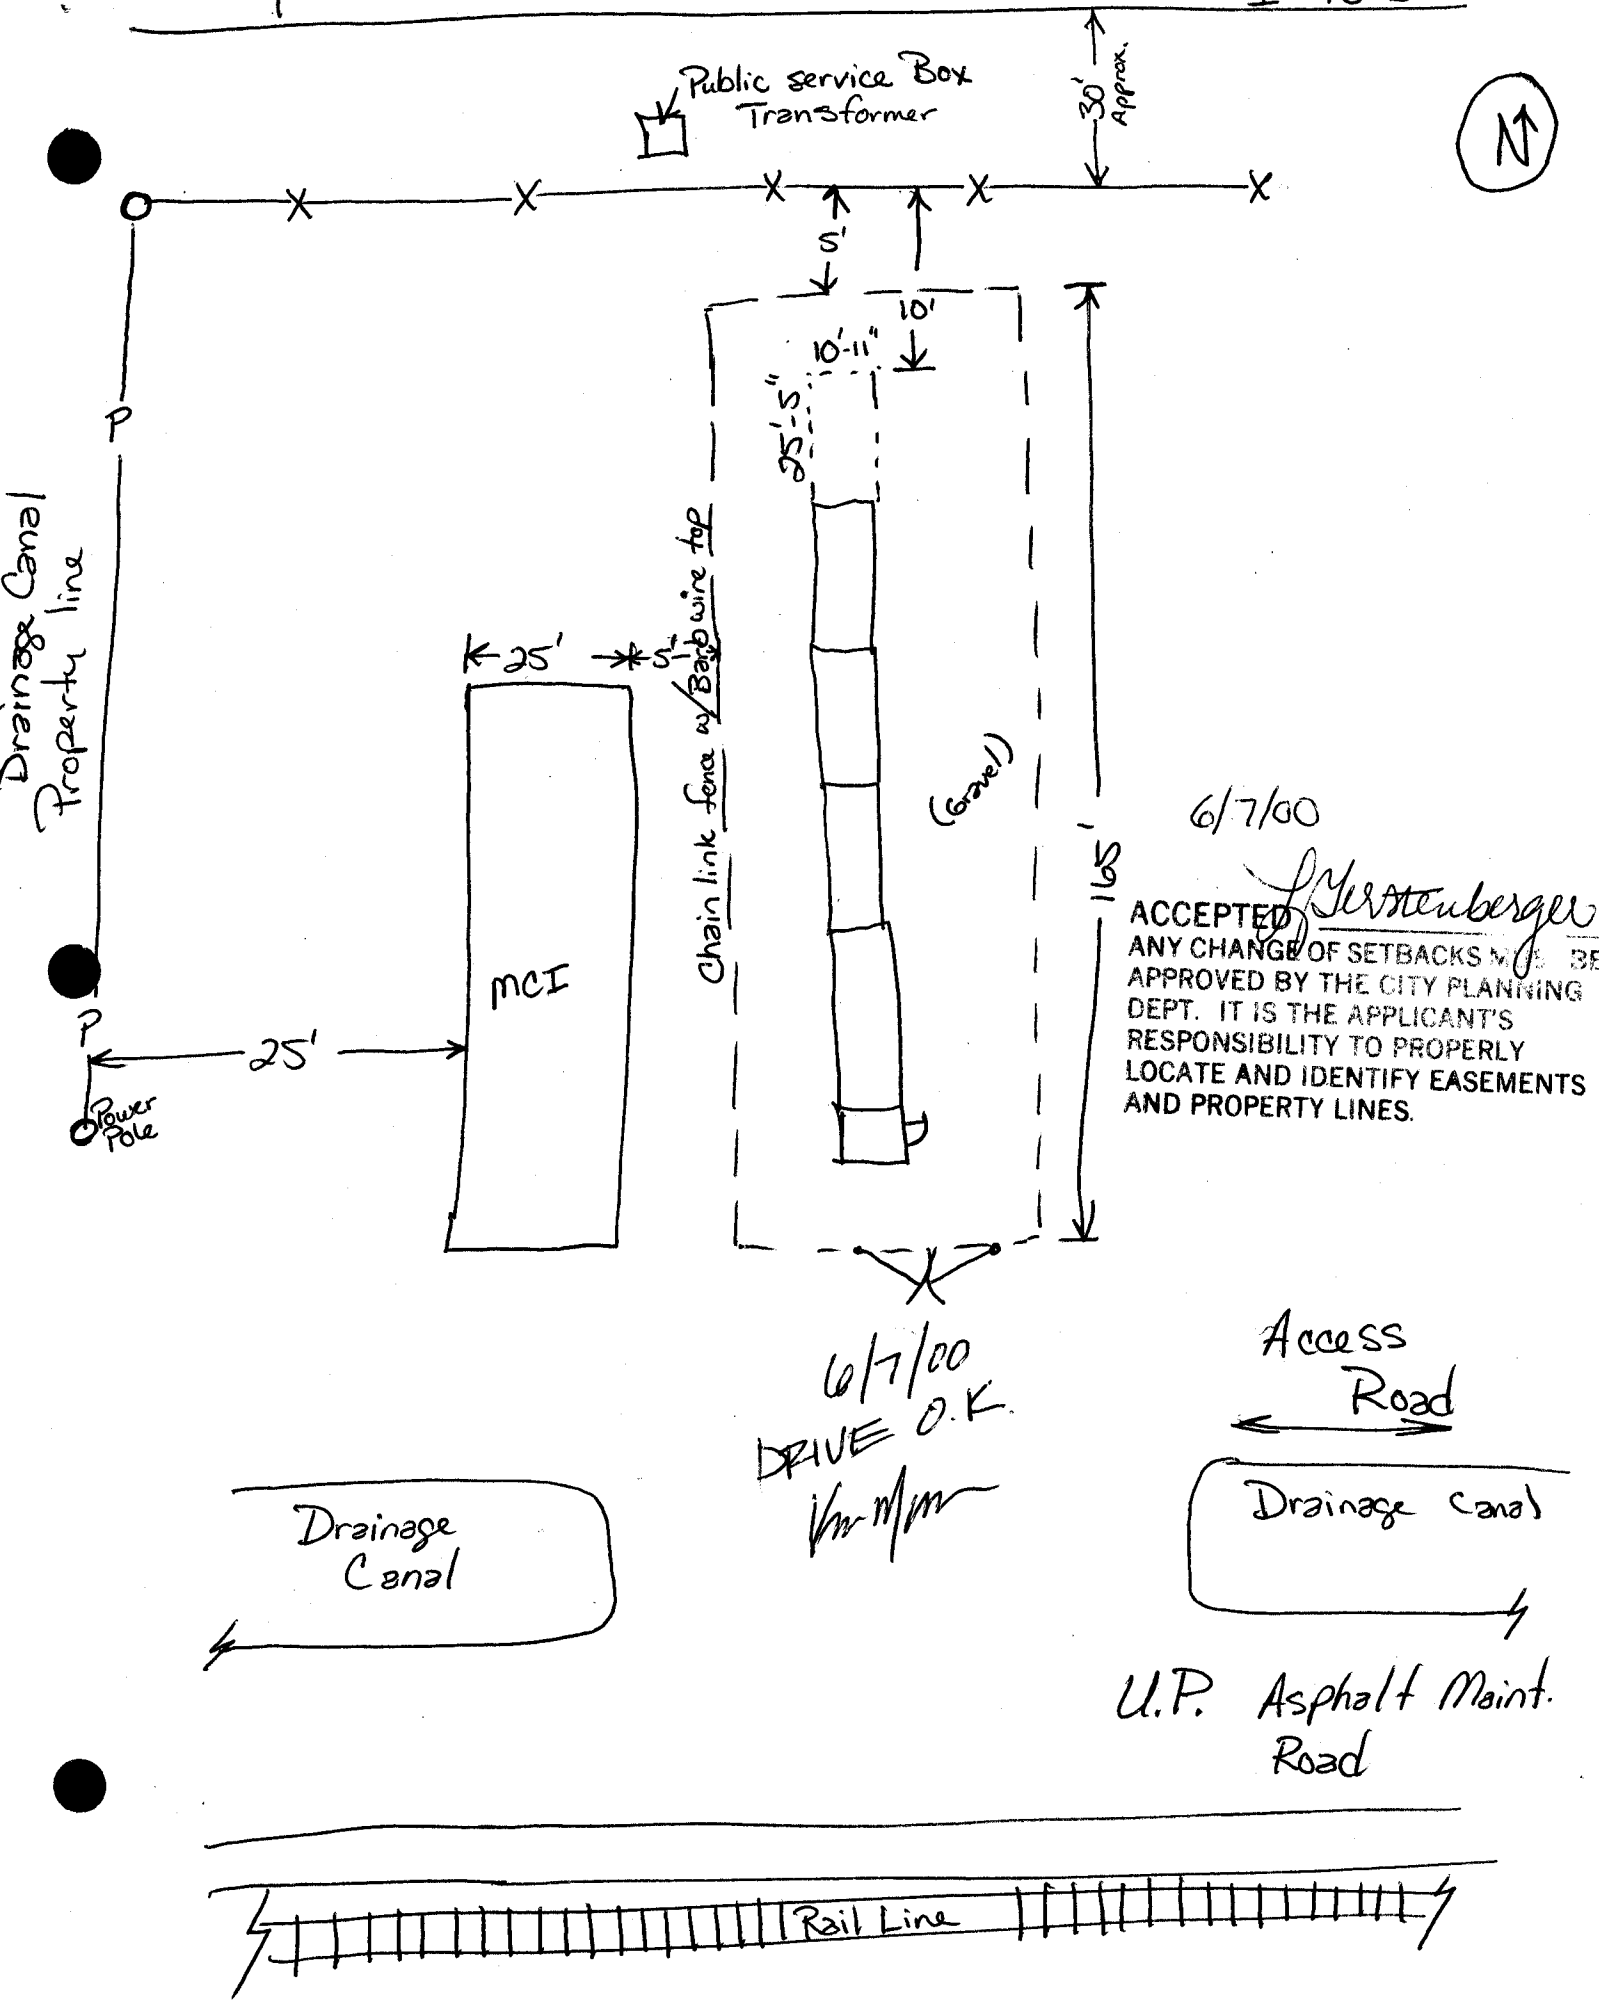 Public service Box
Transformer
30'
Approx.
N
X X X X X
5'
10'
10'-11"
25'-5"
P
Drainage Canal
Property line
25'
5'
Chain link fence w/Barb wire top
(Gravel)
165'
6/7/00
ACCEPTED
ANY CHANGE OF SETBACKS MUST BE
APPROVED BY THE CITY PLANNING
DEPT. IT IS THE APPLICANT'S
RESPONSIBILITY TO PROPERLY
LOCATE AND IDENTIFY EASEMENTS
AND PROPERTY LINES.
MCI
P
25'
Power
Pole
6/7/00
DRIVE O.K.
Access
Road
Drainage
Canal
Drainage Canal
U.P. Asphalt Maint.
Road
Rail Line